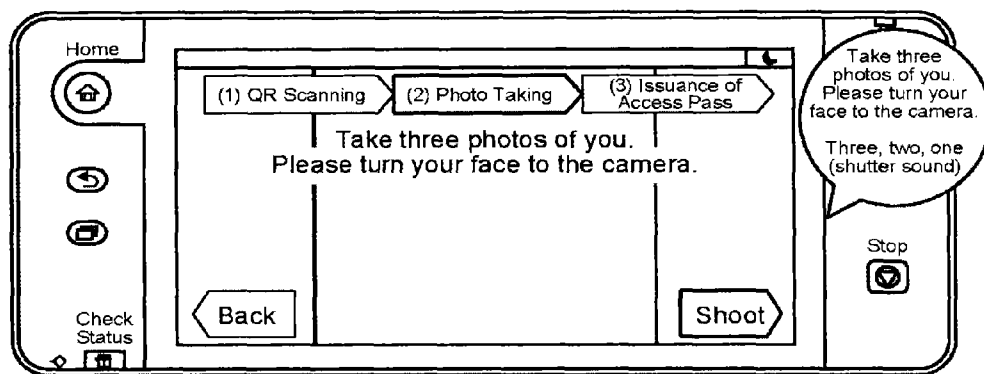 Home
(1) QR Scanning
(2) Photo Taking
(3) Issuance of
Access Pass
Take three photos of you.
Please turn your face to the camera.
Back
Shoot
Check
Status
Take three
photos of you.
Please turn your
face to the camera.
Three, two, one
(shutter sound)
Stop